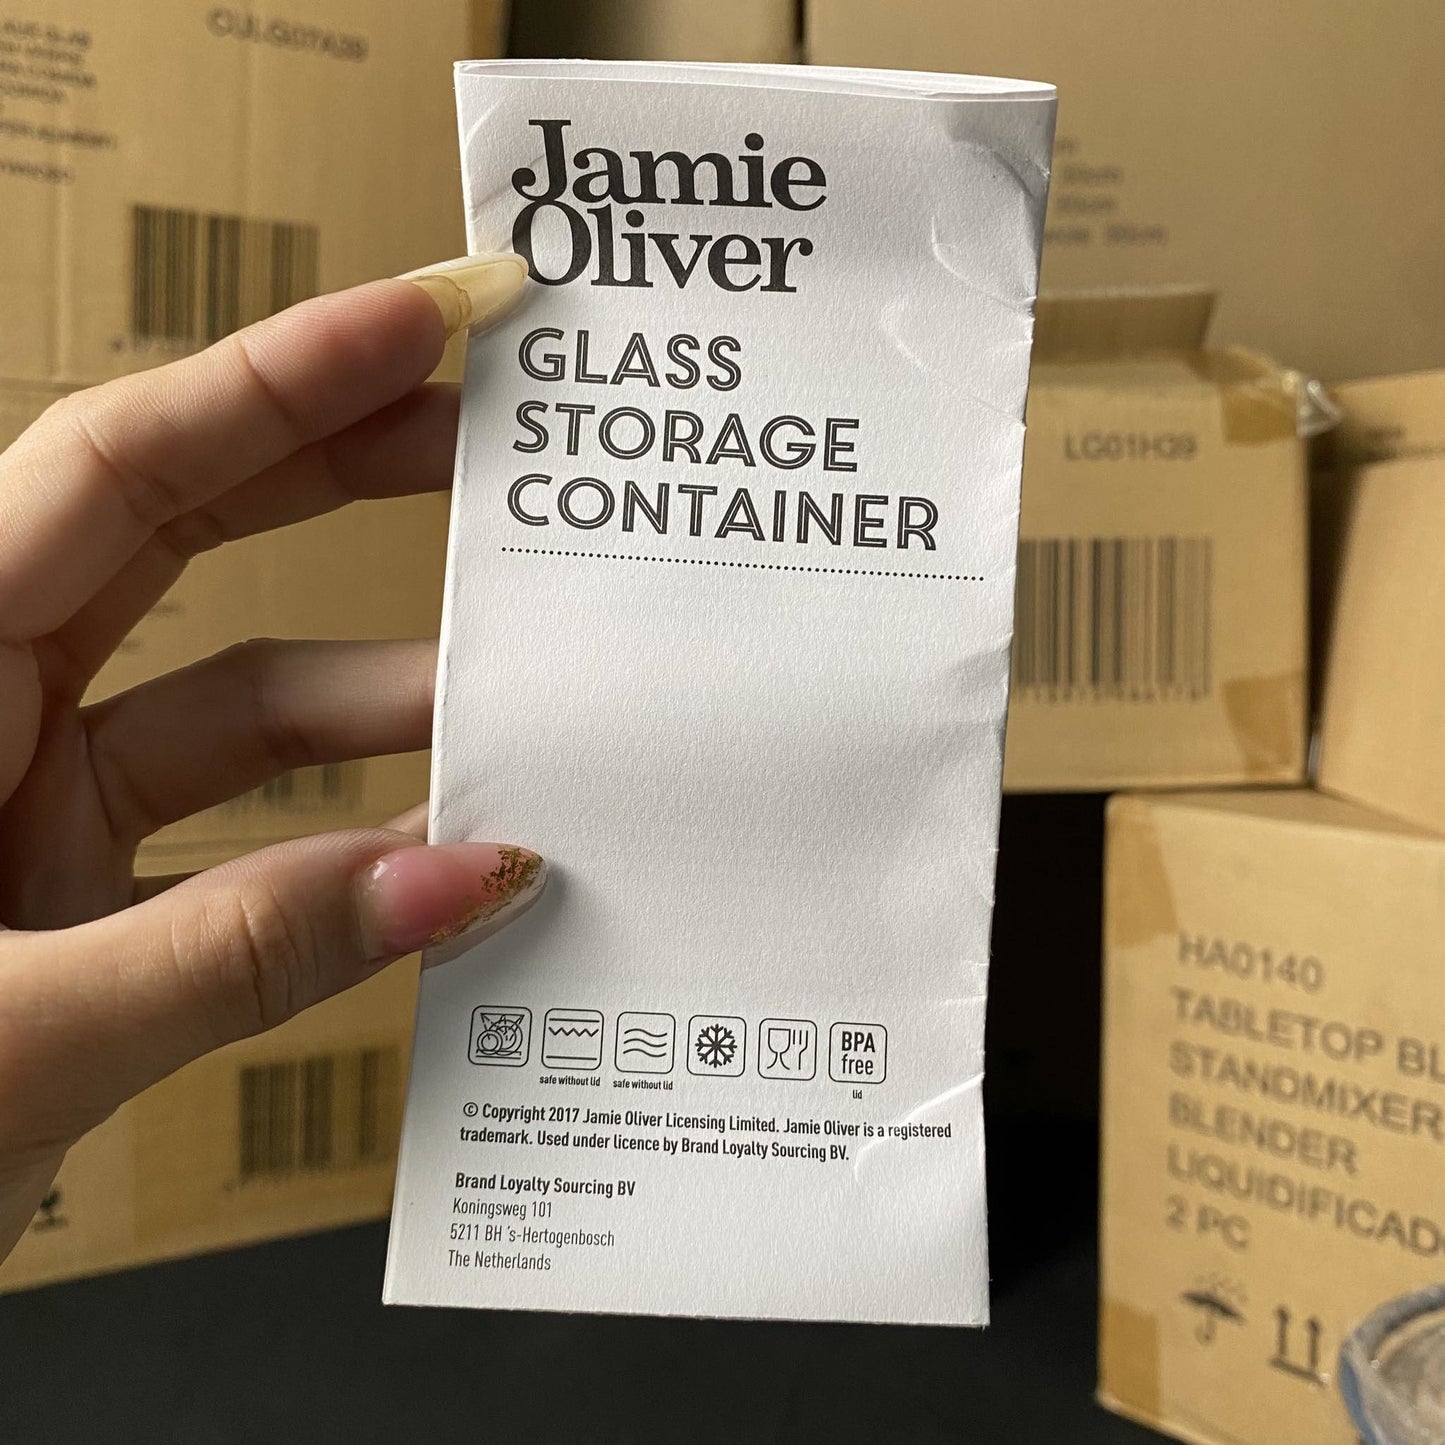 Jamie
Oliver
GLASS
STORAGE
CONTAINER
safe without lid
safe without lid
BPA
free
lid
© Copyright 2017 Jamie Oliver Licensing Limited. Jamie Oliver is a registered
trademark. Used under licence by Brand Loyalty Sourcing BV.
Brand Loyalty Sourcing BV
Koningsweg 101
5211 BH 's-Hertogenbosch
The Netherlands
LG01H39
HA0140
TABLETOP BL
STANDMIXER
BLENDER
LIQUIDIFICAD
2 PC